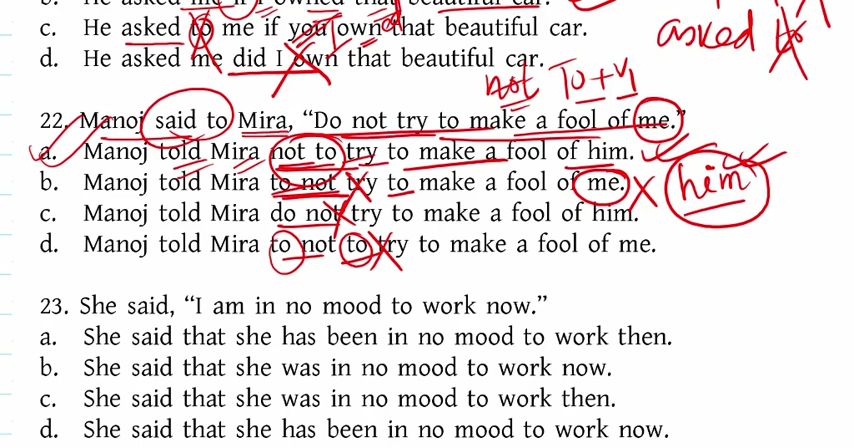 c. He asked to me if you own that beautiful car.
asked to
d. He asked me did I own that beautiful car.
not To + V1
22. Manoj said to Mira, “Do not try to make a fool of me.”
a. Manoj told Mira not to try to make a fool of him.
b. Manoj told Mira to not try to make a fool of me.
him
c. Manoj told Mira do not try to make a fool of him.
d. Manoj told Mira to not to try to make a fool of me.
23. She said, “I am in no mood to work now.”
a. She said that she has been in no mood to work then.
b. She said that she was in no mood to work now.
c. She said that she was in no mood to work then.
d. She said that she has been in no mood to work now.